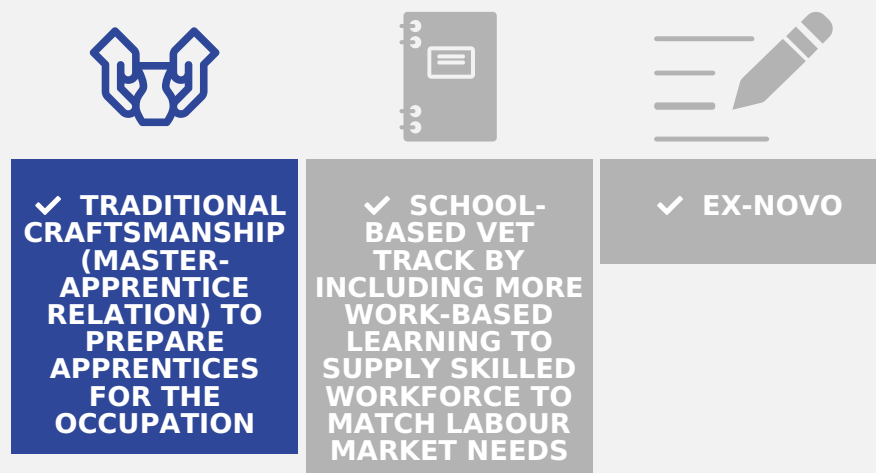 ✓ TRADITIONAL
CRAFTSMANSHIP
(MASTER-
APPRENTICE
RELATION) TO
PREPARE
APPRENTICES
FOR THE
OCCUPATION
✓ SCHOOL-
BASED VET
TRACK BY
INCLUDING MORE
WORK-BASED
LEARNING TO
SUPPLY SKILLED
WORKFORCE TO
MATCH LABOUR
MARKET NEEDS
✓ EX-NOVO